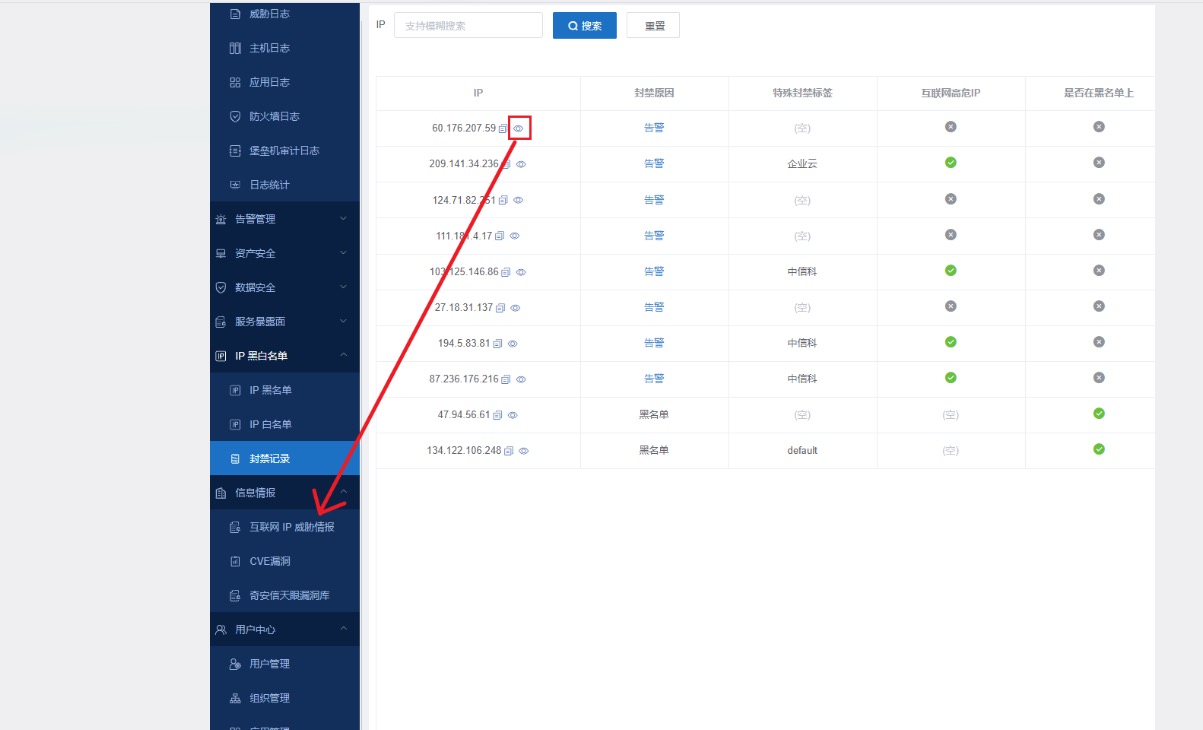 威胁日志
主机日志
应用日志
防火墙日志
堡垒机审计日志
日志统计
告警管理
资产安全
数据安全
服务暴露面
IP 黑白名单
IP 黑名单
IP 白名单
封禁记录
信息情报
互联网 IP 威胁情报
CVE漏洞
奇安信天眼漏洞库
用户中心
用户管理
组织管理
应用管理
IP 支持模糊搜索 搜索 重置
IP 封禁原因 特殊封禁标签 互联网高危IP 是否在黑名单上
60.176.207.59 告警 (空)
209.141.34.236 告警 企业云
124.71.82.251 告警 (空)
111.181.4.17 告警 (空)
103.125.146.86 告警 中信科
27.18.31.137 告警 (空)
194.5.83.81 告警 中信科
87.236.176.216 告警 中信科
47.94.56.61 黑名单 (空) (空)
134.122.106.248 黑名单 default (空)